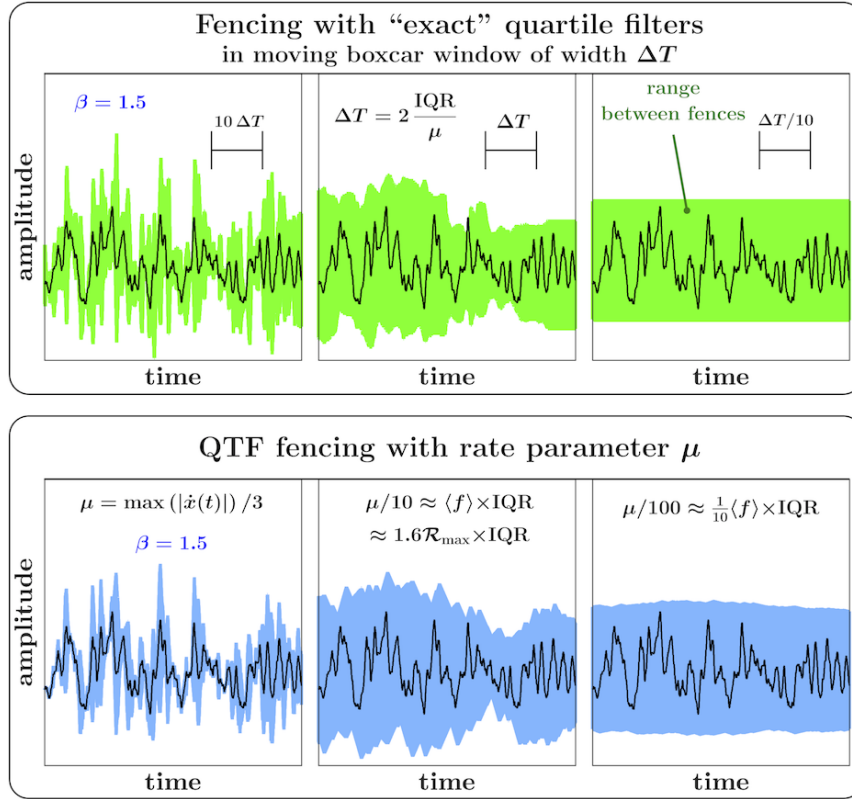 Fencing with “exact” quartile filters
in moving boxcar window of width ΔT
β = 1.5
10 ΔT
ΔT = 2 IQR/μ
ΔT
range
between fences
ΔT/10
amplitude
time
time
time
QTF fencing with rate parameter μ
μ = max (|ẋ(t)|) /3
β = 1.5
μ/10 ≈ ⟨f⟩×IQR
≈ 1.6ℛmax×IQR
μ/100 ≈ 1/10⟨f⟩×IQR
amplitude
time
time
time